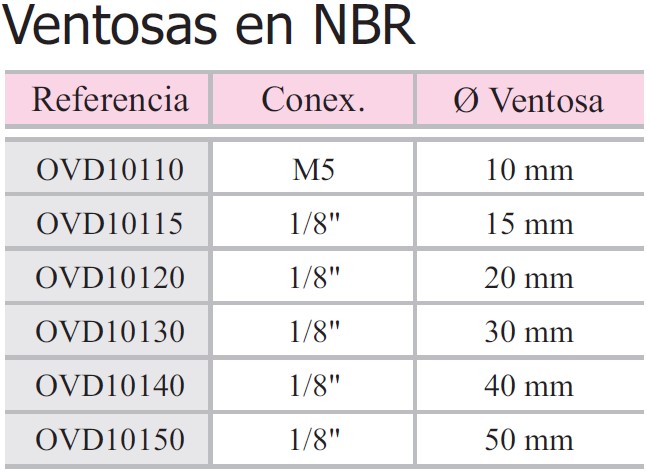 Ventosas en NBR
Referencia Conex. Ø Ventosa
OVD10110 M5 10 mm
OVD10115 1/8" 15 mm
OVD10120 1/8" 20 mm
OVD10130 1/8" 30 mm
OVD10140 1/8" 40 mm
OVD10150 1/8" 50 mm